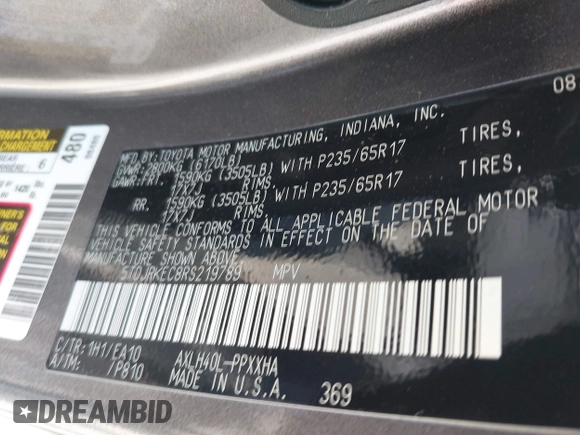 MFD. BY: TOYOTA MOTOR MANUFACTURING, INDIANA, INC. 08
GVWR: 2800KG (6170LB)
GAWR: FRT. 1590KG (3505LB) WITH P235/65R17 TIRES,
17X7J RIMS,
RR. 1590KG (3505LB) WITH P235/65R17 TIRES,
17X7J RIMS,
THIS VEHICLE CONFORMS TO ALL APPLICABLE FEDERAL MOTOR
VEHICLE SAFETY STANDARDS IN EFFECT ON THE DATE OF
MANUFACTURE SHOWN ABOVE.
5TDJRKEC8RS219789 MPV
C/TR: 1H1/EA10 AXLH40L-PPXXHA
A/TM: /P810 MADE IN U.S.A. 369
480
CHARGEMENT
6
DREAMBID